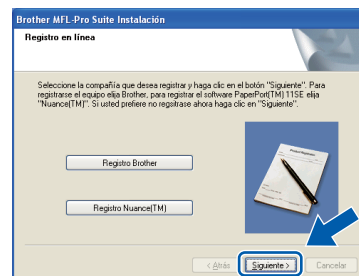 Brother MFL-Pro Suite Instalación
Registro en línea
Seleccione la compañía que desea registrar y haga clic en el botón "Siguiente". Para
registrarse el equipo elija Brother, para registrar el software PaperPort(TM) 11SE elija
"Nuance(TM)". Si usted prefiere no regsitrase ahora haga clic en "Siguiente".
Registro Brother
Registro Nuance(TM)
< Atrás
Siguiente >
Cancelar